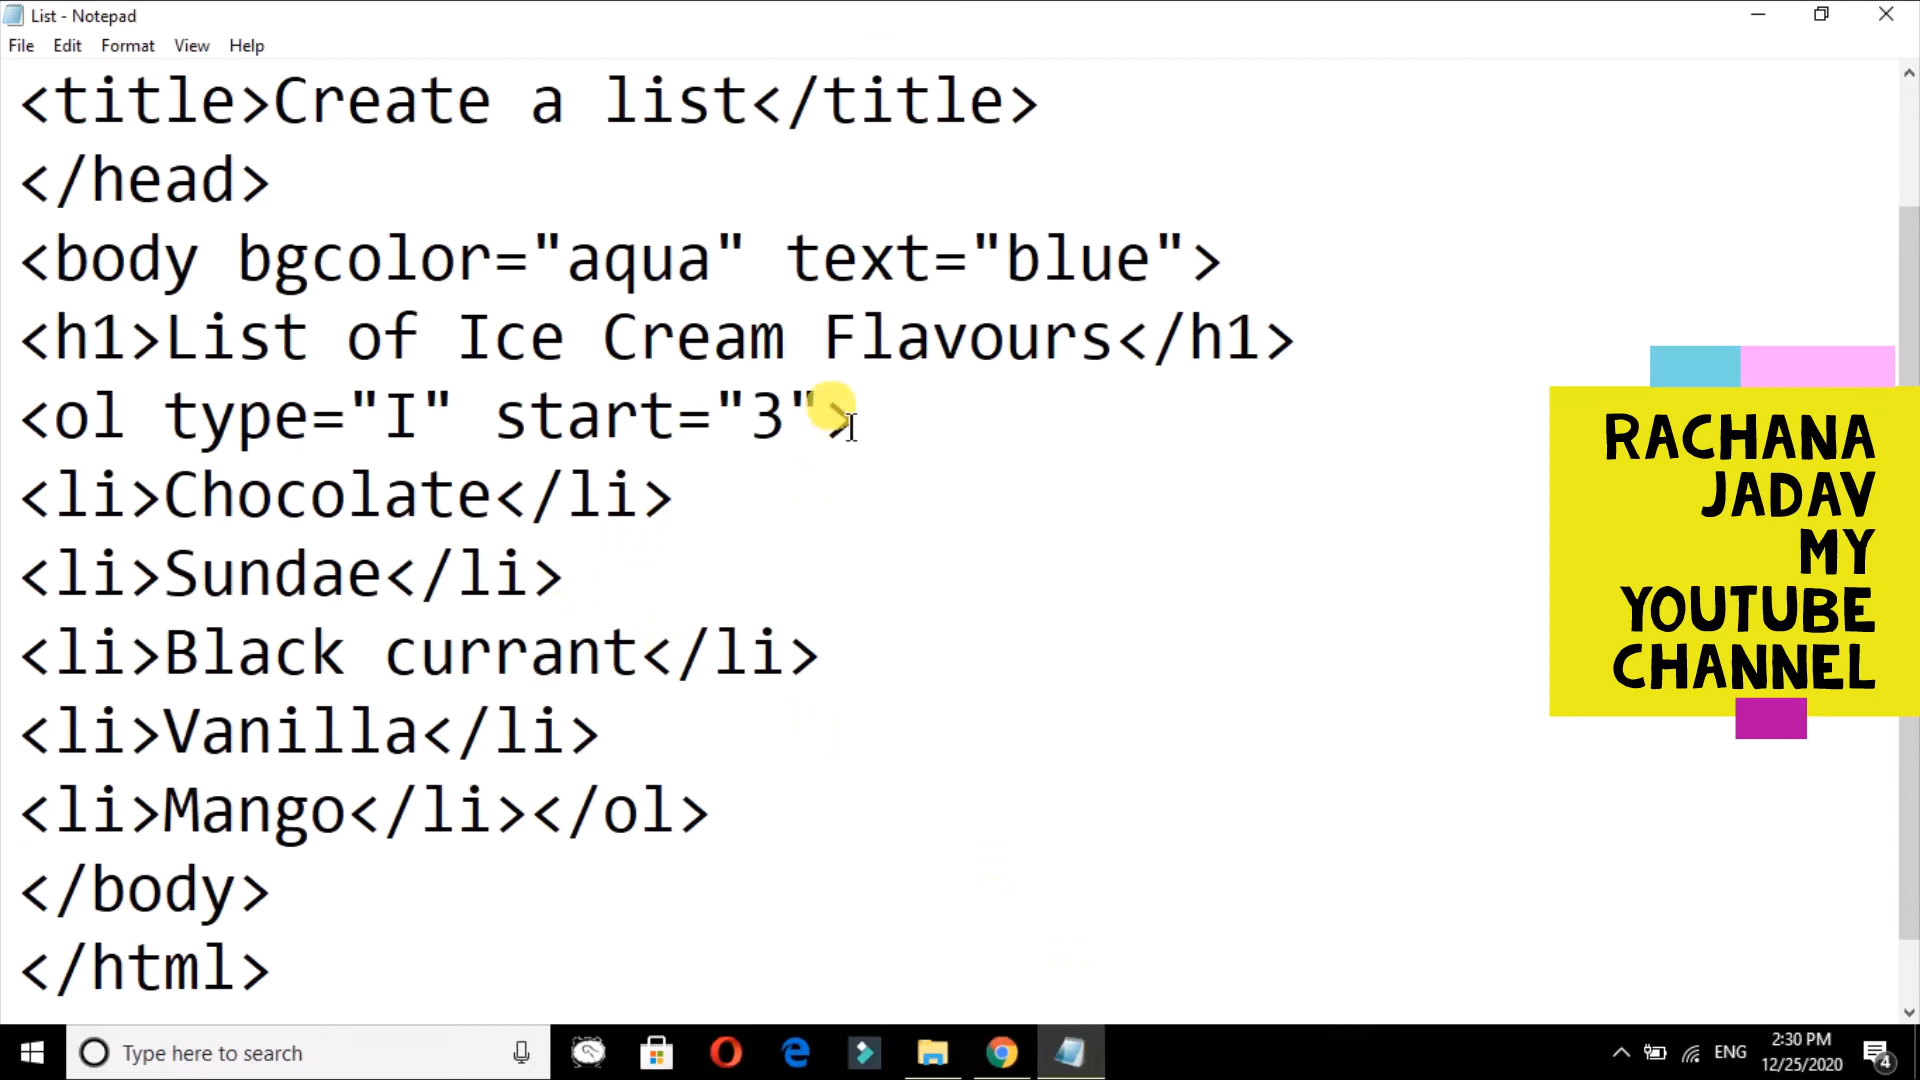 List - Notepad
File Edit Format View Help
<title>Create a list</title>
</head>
<body bgcolor="aqua" text="blue">
<h1>List of Ice Cream Flavours</h1>
<ol type="I" start="3">
<li>Chocolate</li>
<li>Sundae</li>
<li>Black currant</li>
<li>Vanilla</li>
<li>Mango</li></ol>
</body>
</html>
RACHANA
JADAV
MY
YOUTUBE
CHANNEL
Type here to search
ENG
2:30 PM
12/25/2020
4